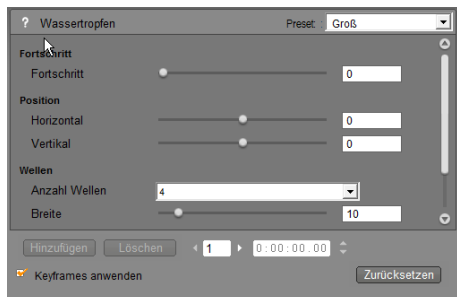 ? Wassertropfen Preset: Groß
Fortschritt
Fortschritt 0
Position
Horizontal 0
Vertikal 0
Wellen
Anzahl Wellen 4
Breite 10
Hinzufügen Löschen 1 0:00:00.00
Keyframes anwenden Zurücksetzen